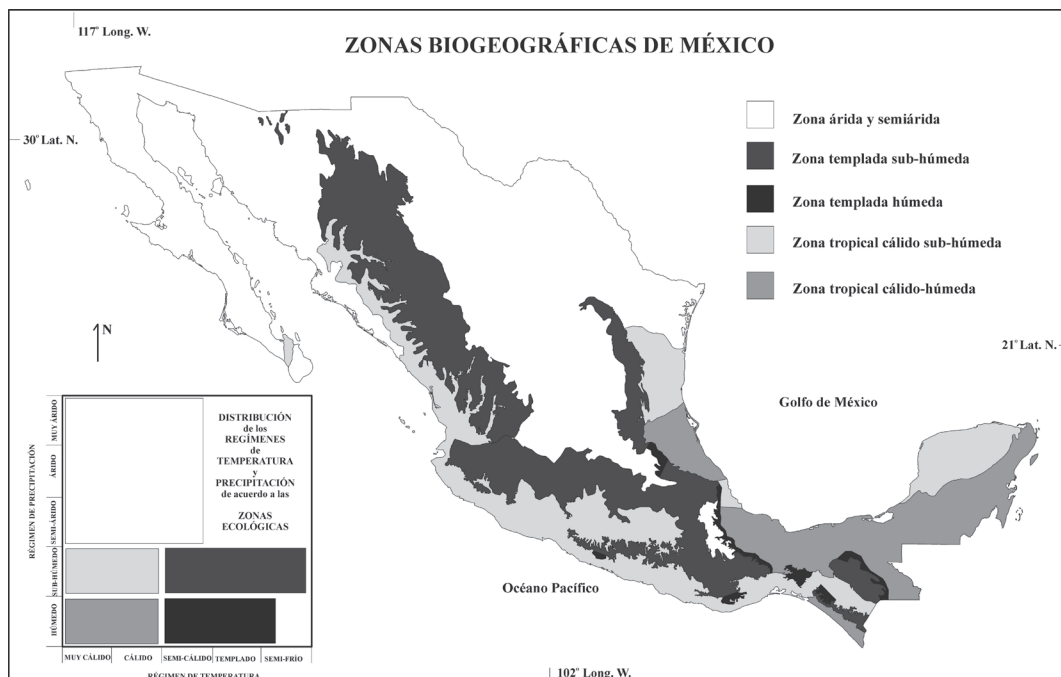 117° Long. W.
ZONAS BIOGEOGRÁFICAS DE MÉXICO
30° Lat. N.
Zona árida y semiárida
Zona templada sub-húmeda
Zona templada húmeda
Zona tropical cálido sub-húmeda
Zona tropical cálido-húmeda
N
21° Lat. N.
Golfo de México
Océano Pacífico
102° Long. W.
DISTRIBUCIÓN
de los
REGÍMENES
de
TEMPERATURA
y
PRECIPITACIÓN
de acuerdo a las
ZONAS
ECOLÓGICAS
RÉGIMEN DE PRECIPITACIÓN
MUY ÁRIDO
ÁRIDO
SEMI-ÁRIDO
SUB-HÚMEDO
HÚMEDO
MUY CÁLIDO
CÁLIDO
SEMI-CÁLIDO
TEMPLADO
SEMI-FRÍO
RÉGIMEN DE TEMPERATURA